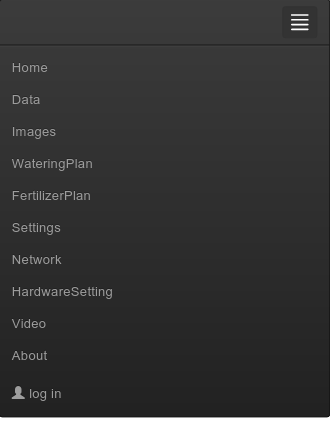 Home
Data
Images
WateringPlan
FertilizerPlan
Settings
Network
HardwareSetting
Video
About
log in